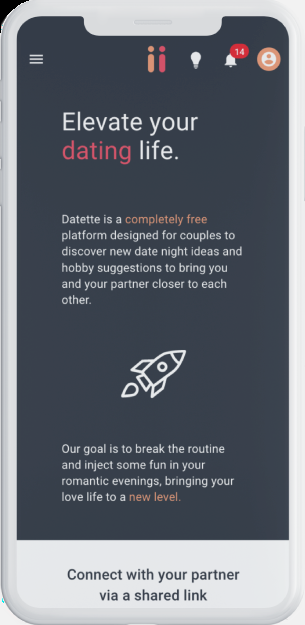 14
Elevate your
dating life.
Datette is a completely free
platform designed for couples to
discover new date night ideas and
hobby suggestions to bring you
and your partner closer to each
other.
Our goal is to break the routine
and inject some fun in your
romantic evenings, bringing your
love life to a new level.
Connect with your partner
via a shared link